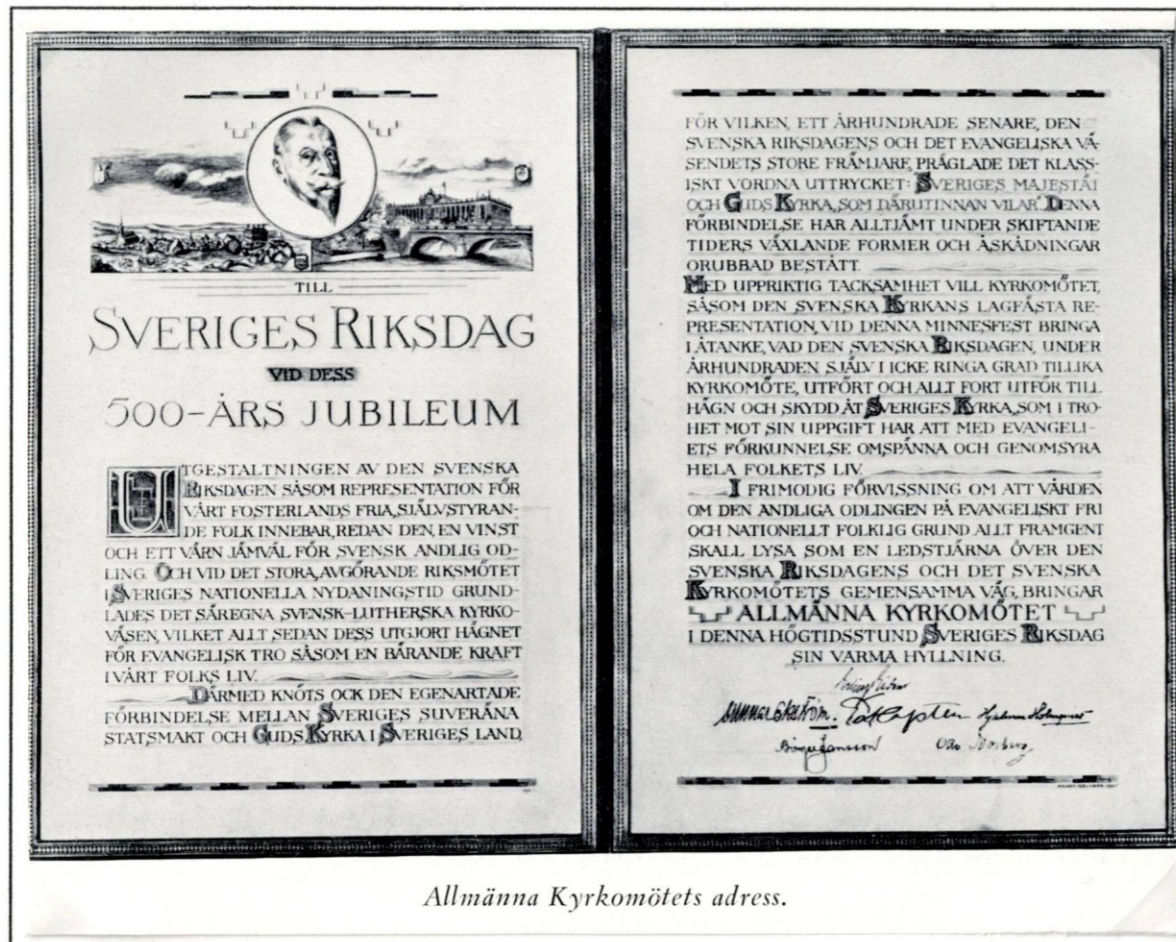 TILL
SVERIGES RIKSDAG
VID DESS
500-ÅRS JUBILEUM
UTGESTALTNINGEN AV DEN SVENSKA
RIKSDAGEN SÅSOM REPRESENTATION FÖR
VÅRT FOSTERLANDS FRIA, SJÄLVSTYRAN-
DE FOLK INNEBAR, REDAN DEN, EN VINST
OCH ETT VÄRN JÄMVÄL FÖR SVENSK ANDLIG OD-
LING. OCH VID DET STORA, AVGÖRANDE RIKSMÖTET
I SVERIGES NATIONELLA NYDANINGSTID GRUND-
LADES DET SÄREGNA SVENSK-LUTHERSKA KYRKO-
VÄSEN, VILKET ALLT SEDAN DESS UTGJORT HÄGNET
FÖR EVANGELISK TRO SÅSOM EN BÄRANDE KRAFT
I VÅRT FOLKS LIV.
DÄRMED KNÖTS OCK DEN EGENARTADE
FÖRBINDELSE MELLAN SVERIGES SUVERÄNA
STATSMAKT OCH GUDS KYRKA I SVERIGES LAND,
FÖR VILKEN, ETT ÅRHUNDRADE SENARE, DEN
SVENSKA RIKSDAGENS OCH DET EVANGELISKA VÄ-
SENDETS STORE FRÄMJARE, PRÄGLADE DET KLASS-
ISKT VORDNA UTTRYCKET: SVERIGES MAJESTÄT
OCH GUDS KYRKA, SOM DÄRUTINNAN VILAR. DENNA
FÖRBINDELSE HAR ALLTJÄMT UNDER SKIFTANDE
TIDERS VÄXLANDE FORMER OCH ÅSKÅDNINGAR
ORUBBAD BESTÅTT.
MED UPPRIKTIG TACKSAMHET VILL KYRKOMÖTET,
SÅSOM DEN SVENSKA KYRKANS LAGFÄSTA RE-
PRESENTATION, VID DENNA MINNESFEST BRINGA
I ÅTANKE, VAD DEN SVENSKA RIKSDAGEN, UNDER
ÅRHUNDRADEN SJÄLV I ICKE RINGA GRAD TILLIKA
KYRKOMÖTE, UTFÖRT OCH ALLT FORT UTFÖR TILL
HÄGN OCH SKYDD ÅT SVERIGES KYRKA, SOM I TRO-
HET MOT SIN UPPGIFT HAR ATT MED EVANGELI-
ETS FÖRKUNNELSE OMSPÄNNA OCH GENOMSYRA
HELA FOLKETS LIV.
I FRIMODIG FÖRVISSNING OM ATT VÅRDEN
OM DEN ANDLIGA ODLINGEN PÅ EVANGELISKT FRI
OCH NATIONELLT FOLKLIG GRUND ALLT FRAMGENT
SKALL LYSA SOM EN LEDSTJÄRNA ÖVER DEN
SVENSKA RIKSDAGENS OCH DET SVENSKA
KYRKOMÖTETS GEMENSAMMA VÄG, BRINGAR
ALLMÄNNA KYRKOMÖTET
I DENNA HÖGTIDSSTUND SVERIGES RIKSDAG
SIN VARMA HYLLNING.
Gunnar Ekström. Hjalmar Holmquist
Otto Norberg
Allmänna Kyrkomötets adress.